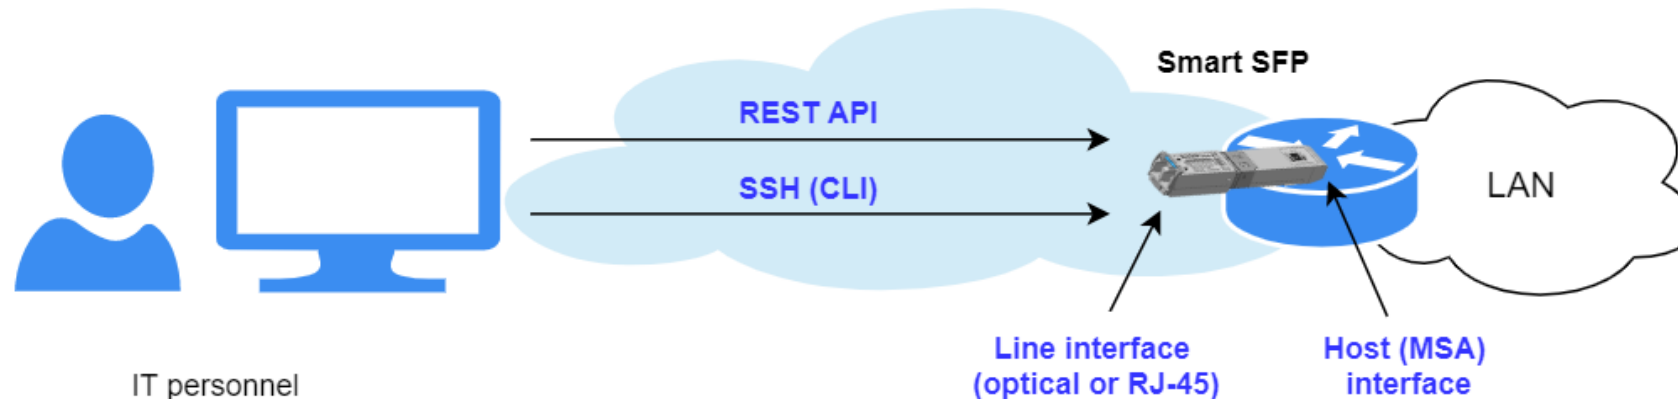 Smart SFP
REST API
SSH (CLI)
LAN
Line interface
(optical or RJ-45)
Host (MSA)
interface
IT personnel